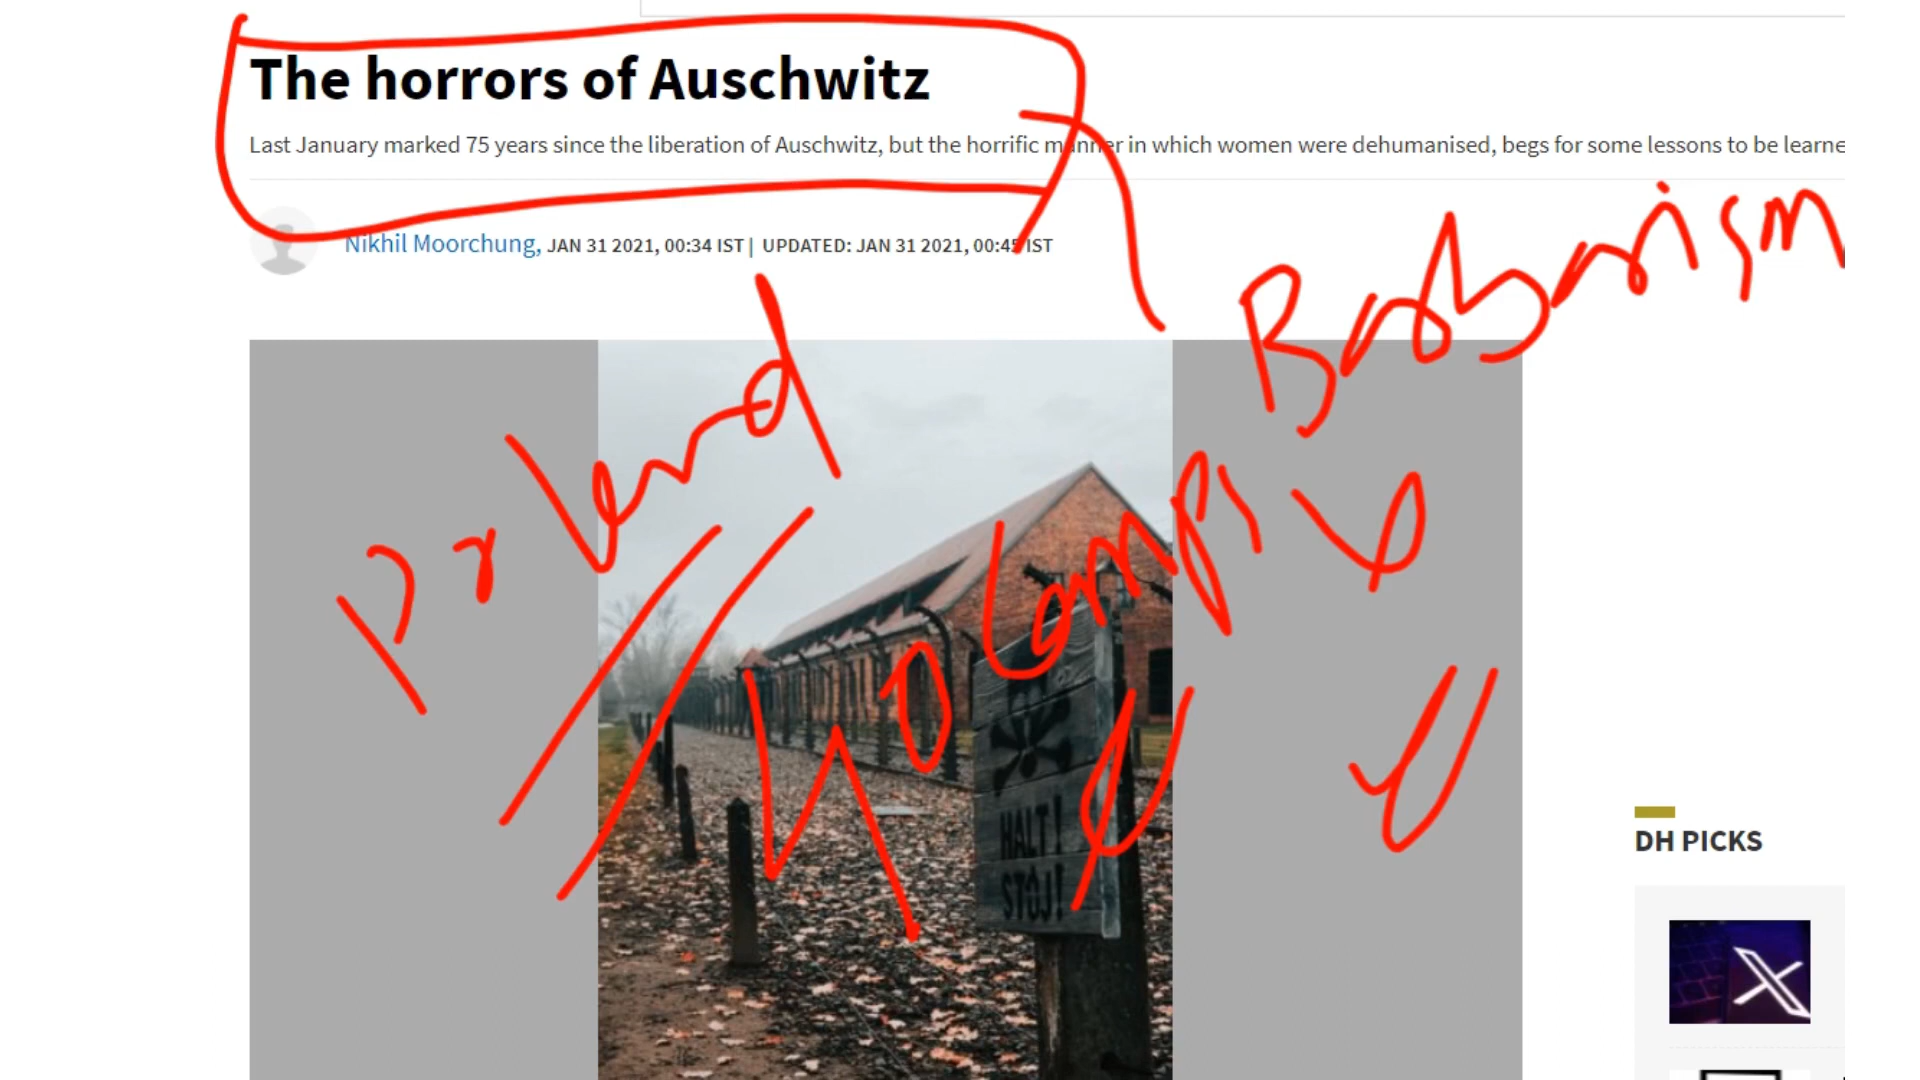 The horrors of Auschwitz
Last January marked 75 years since the liberation of Auschwitz, but the horrific manner in which women were dehumanised, begs for some lessons to be learne
Nikhil Moorchung, JAN 31 2021, 00:34 IST | UPDATED: JAN 31 2021, 00:45 IST
Barbarism
40 Camps
HALT!
STÓJ!
DH PICKS